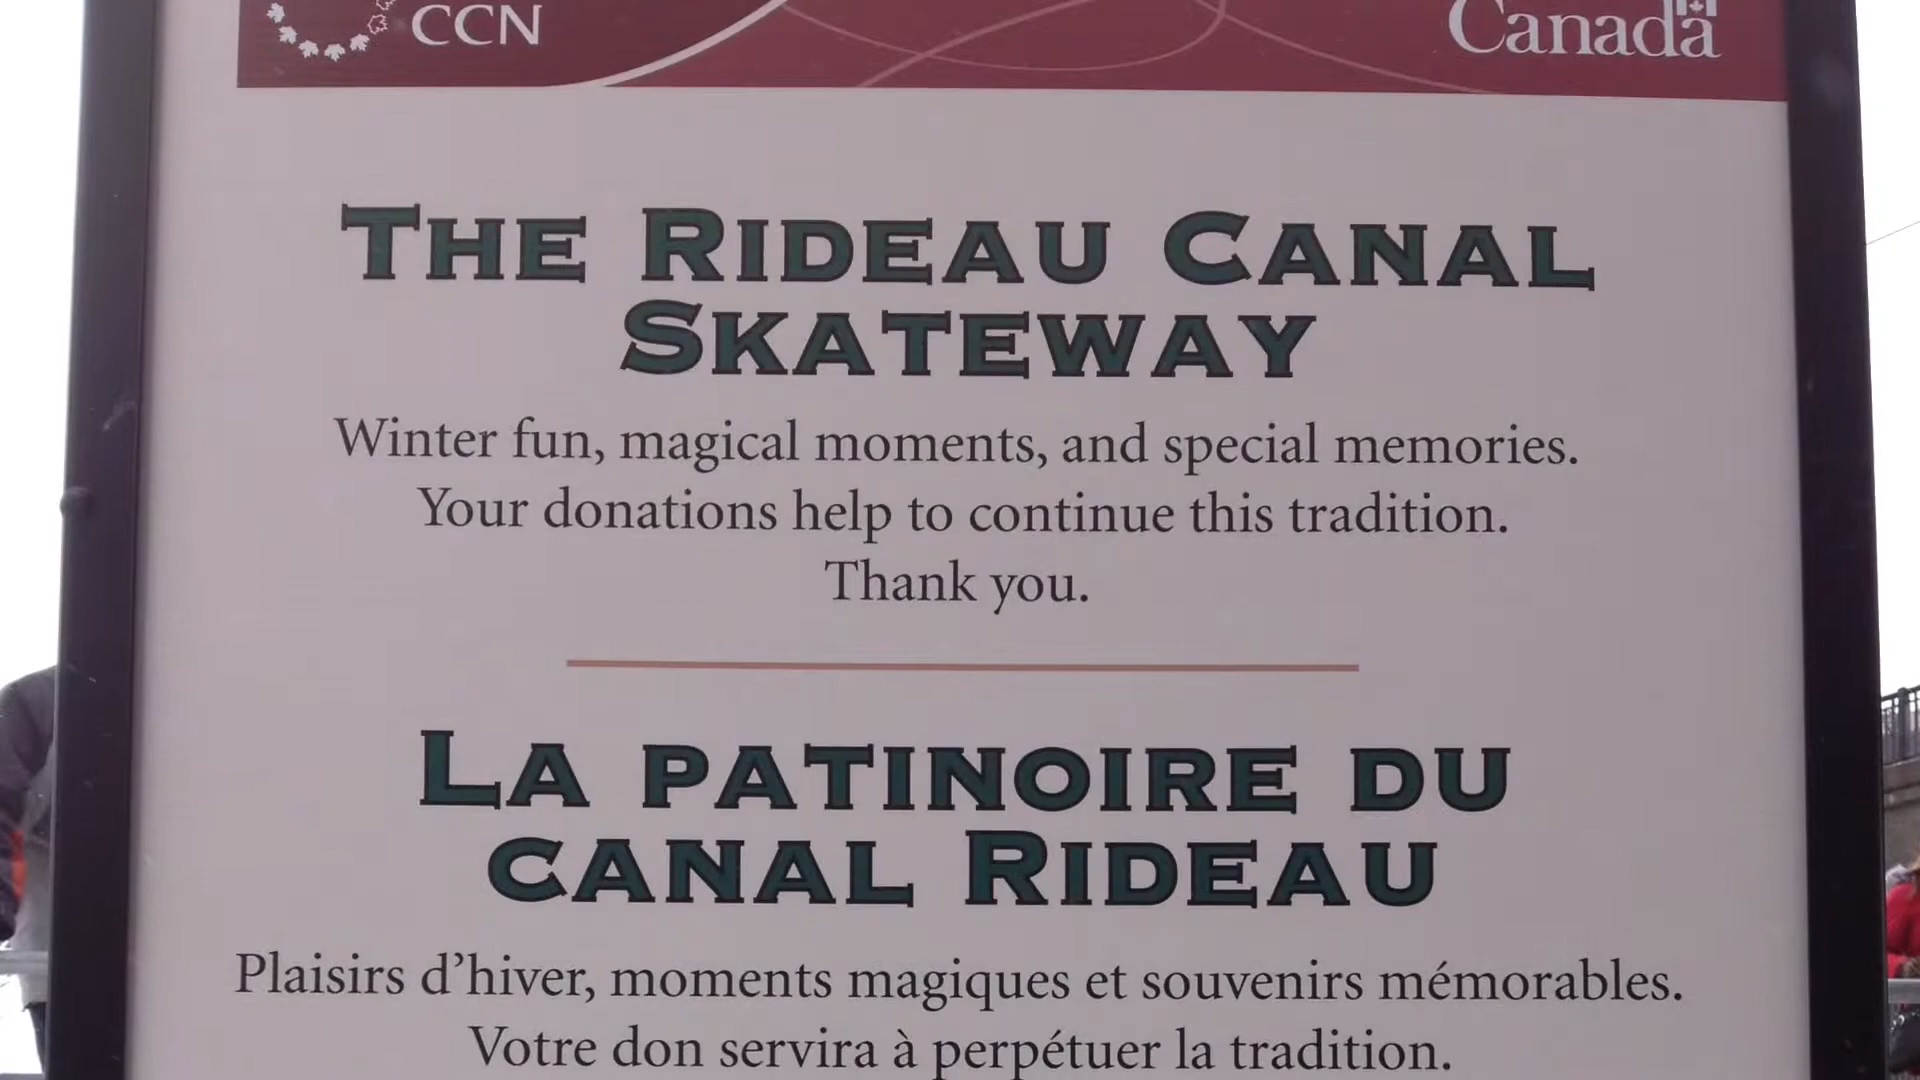 CCN
Canada
THE RIDEAU CANAL
SKATEWAY
Winter fun, magical moments, and special memories.
Your donations help to continue this tradition.
Thank you.
LA PATINOIRE DU
CANAL RIDEAU
Plaisirs d’hiver, moments magiques et souvenirs mémorables.
Votre don servira à perpétuer la tradition.